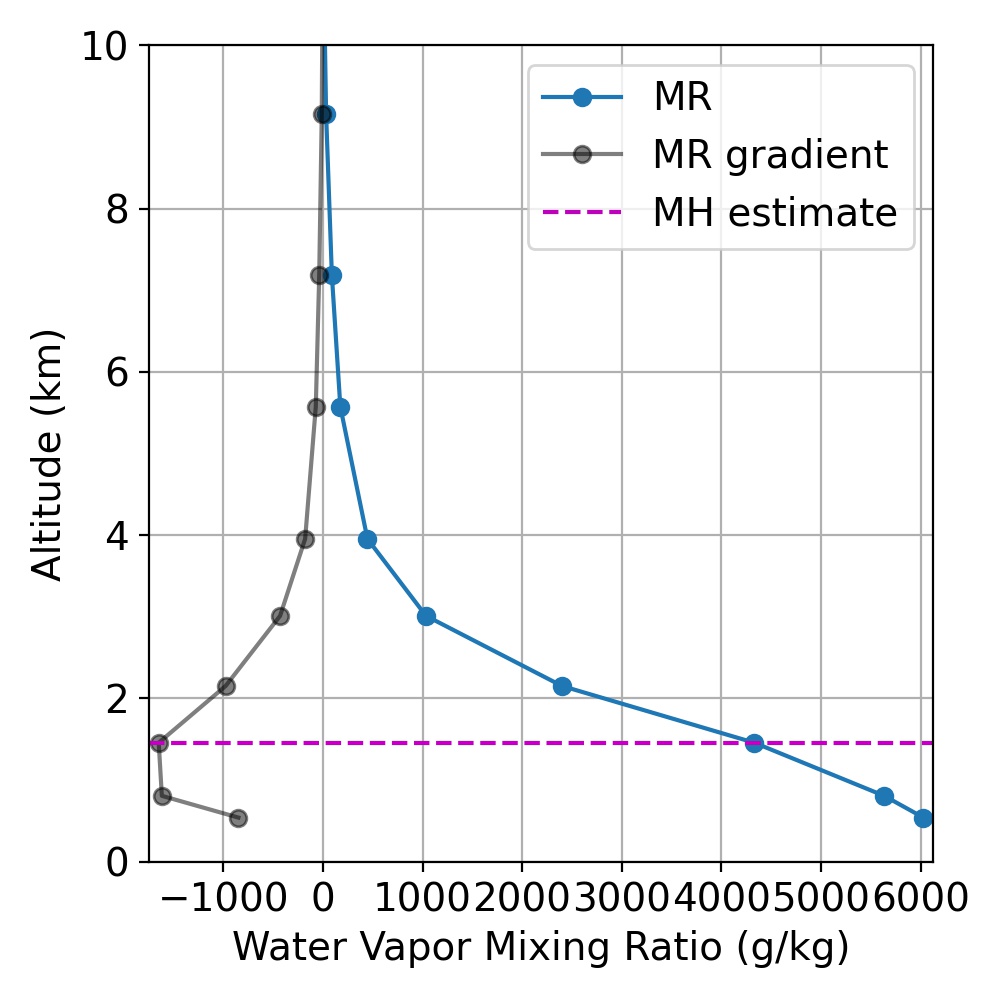 10
8
6
4
2
0
Altitude (km)
MR
MR gradient
MH estimate
−1000 0 1000 2000 3000 4000 5000 6000
Water Vapor Mixing Ratio (g/kg)